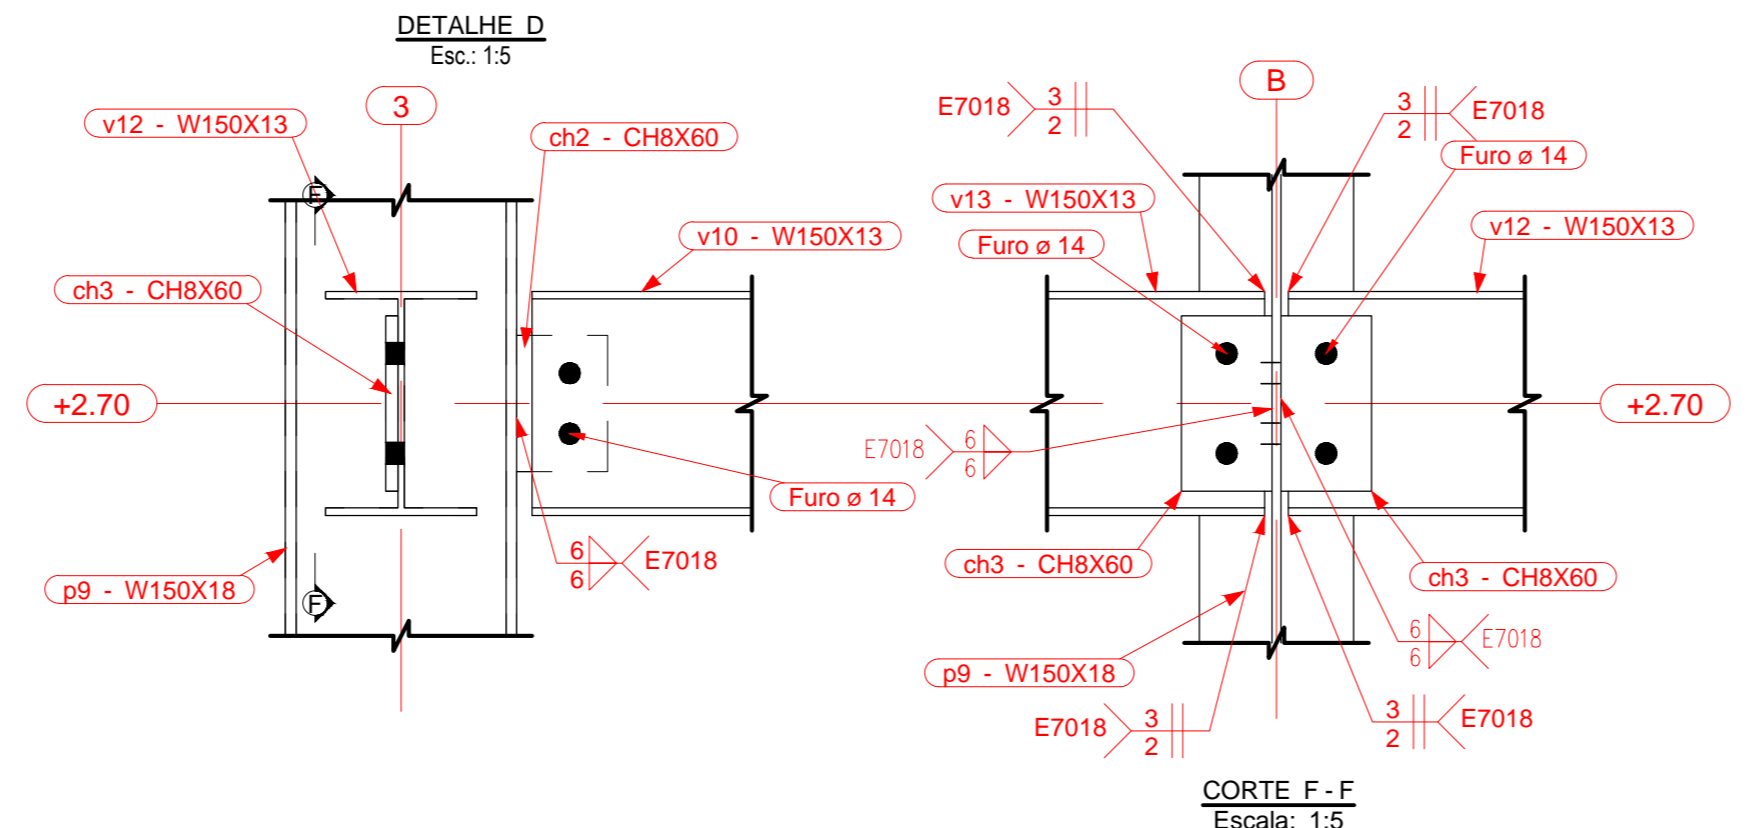 DETALHE D
Esc.: 1:5
v12 - W150X13
3
ch2 - CH8X60
F
v10 - W150X13
ch3 - CH8X60
+2.70
Furo ø 14
6
6
E7018
p9 - W150X18
F
B
E7018
3
2
3
2
E7018
Furo ø 14
v13 - W150X13
v12 - W150X13
Furo ø 14
+2.70
E7018
6
6
ch3 - CH8X60
ch3 - CH8X60
6
6
E7018
p9 - W150X18
E7018
3
2
3
2
E7018
CORTE F - F
Escala: 1:5